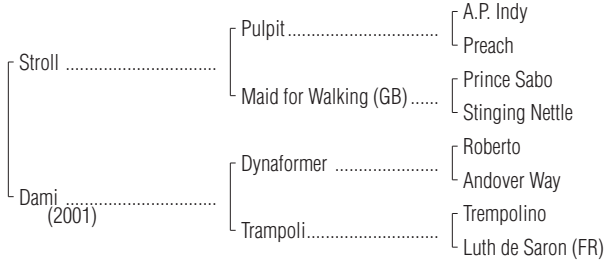 A.P. Indy
Pulpit
Preach
Stroll
Prince Sabo
Maid for Walking (GB)
Stinging Nettle
Roberto
Dynaformer
Andover Way
Dami
(2001)
Trempolino
Trampoli
Luth de Saron (FR)